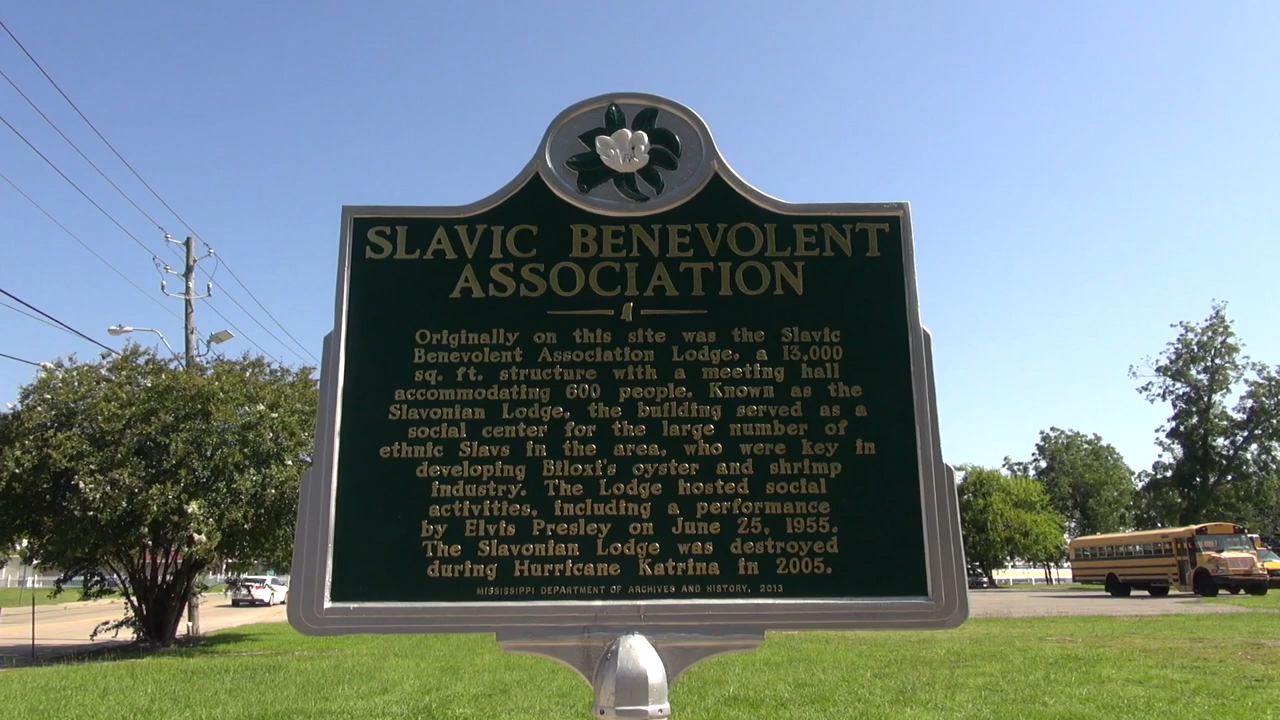 SLAVIC BENEVOLENT
ASSOCIATION
Originally on this site was the Slavic
Benevolent Association Lodge, a 13,000
sq. ft. structure with a meeting hall
accommodating 600 people. Known as the
Slavonian Lodge, the building served as a
social center for the large number of
ethnic Slavs in the area, who were key in
developing Biloxi's oyster and shrimp
industry. The Lodge hosted social
activities, including a performance
by Elvis Presley on June 25, 1955.
The Slavonian Lodge was destroyed
during Hurricane Katrina in 2005.
MISSISSIPPI DEPARTMENT OF ARCHIVES AND HISTORY, 2013